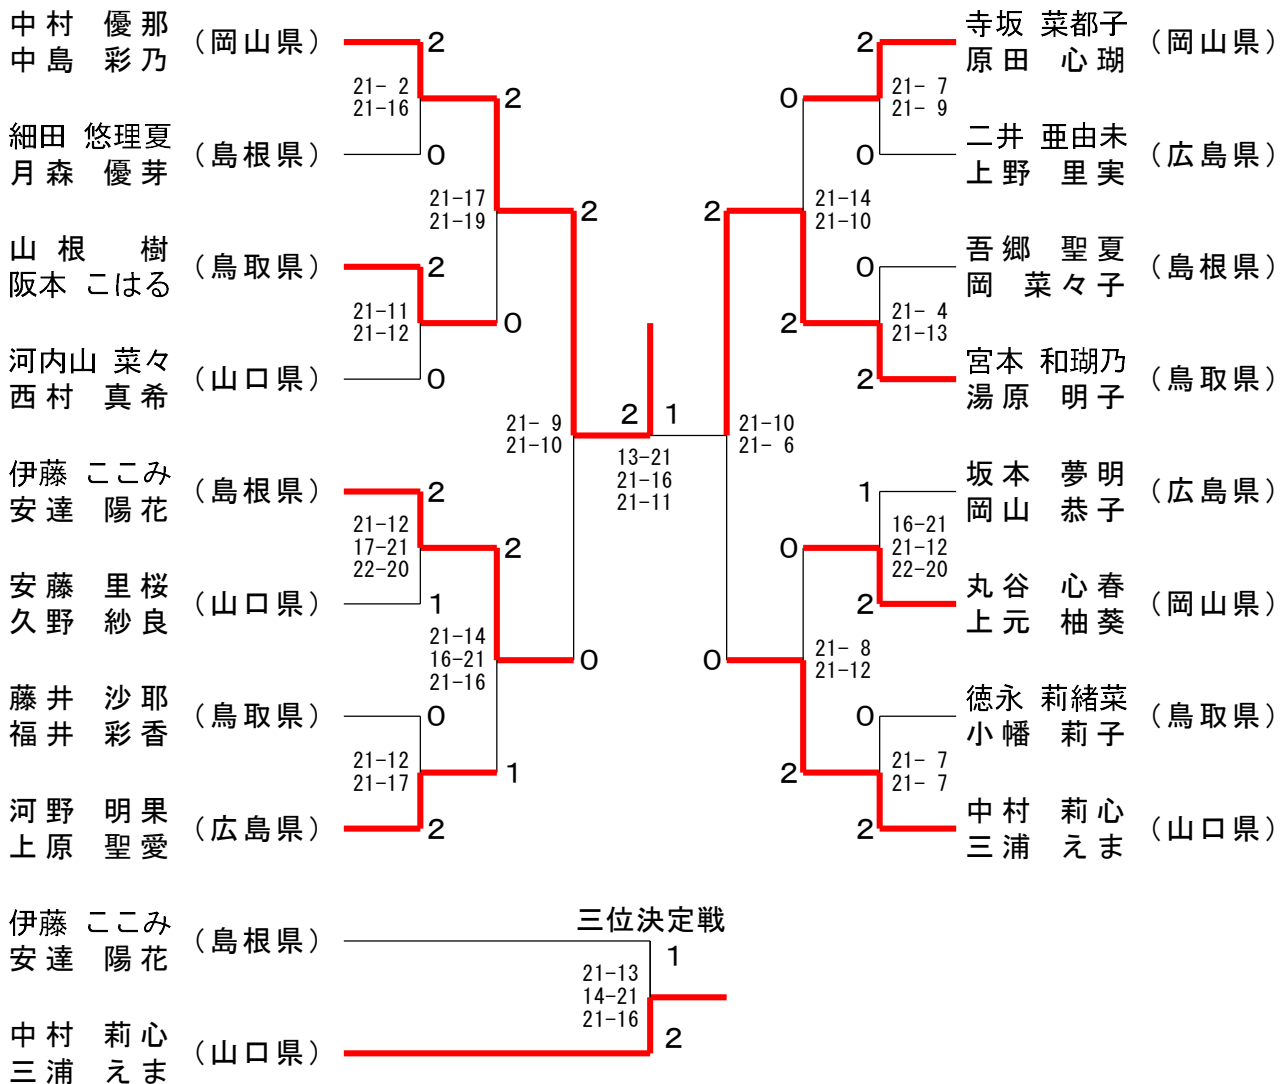 中村 優那
中島 彩乃
（岡山県）
2
21- 2
21-16
2
細田 悠理夏
月森 優芽
（島根県）
0
21-17
21-19
2
山根 樹
阪本 こはる
（鳥取県）
2
21-11
21-12
0
河内山 菜々
西村 真希
（山口県）
0
21- 9
21-10
伊藤 ここみ
安達 陽花
（島根県）
2
21-12
17-21
22-20
2
安藤 里桜
久野 紗良
（山口県）
1
21-14
16-21
21-16
0
藤井 沙耶
福井 彩香
（鳥取県）
0
21-12
21-17
1
河野 明果
上原 聖愛
（広島県）
2
2 1
13-21
21-16
21-11
寺坂 菜都子
原田 心瑚
（岡山県）
2
21- 7
21- 9
0
二井 亜由未
上野 里実
（広島県）
0
21-14
21-10
2
吾郷 聖夏
岡 菜々子
（島根県）
0
21- 4
21-13
2
宮本 和瑚乃
湯原 明子
（鳥取県）
2
21-10
21- 6
坂本 夢明
岡山 恭子
（広島県）
1
16-21
21-12
22-20
0
丸谷 心春
上元 柚葵
（岡山県）
2
21- 8
21-12
0
徳永 莉緒菜
小幡 莉子
（鳥取県）
0
21- 7
21- 7
2
中村 莉心
三浦 えま
（山口県）
2
三位決定戦
伊藤 ここみ
安達 陽花
（島根県）
1
21-13
14-21
21-16
中村 莉心
三浦 えま
（山口県）
2